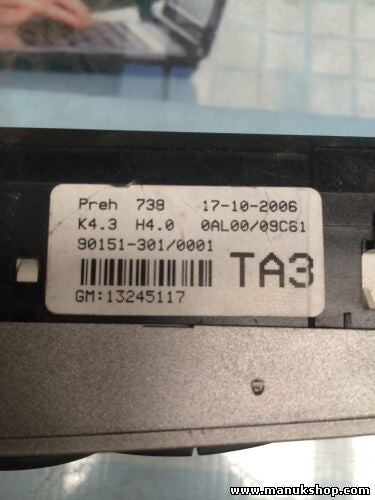 Preh 738 17-10-2006
K4.3 H4.0 0AL00/09C61
90151-301/0001
TA3
GM:13245117
www.manukshop.com